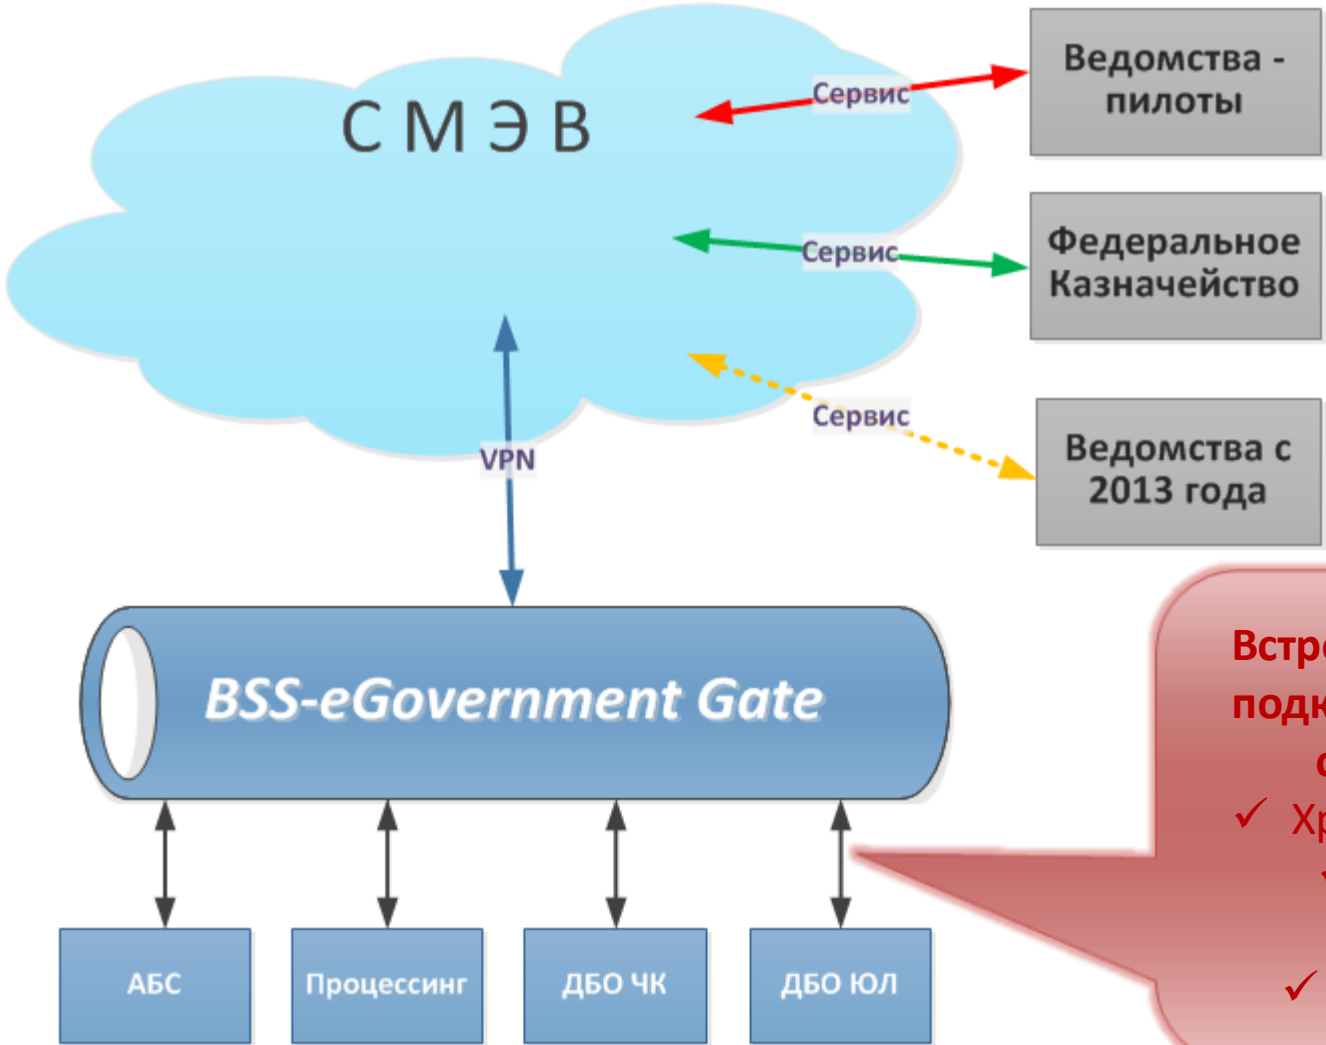 С М Э В
Сервис
Ведомства -
пилоты
Сервис
Федеральное
Казначейство
Сервис
Ведомства с
2013 года
VPN
BSS-eGovernment Gate
АБС
Процессинг
ДБО ЧК
ДБО ЮЛ